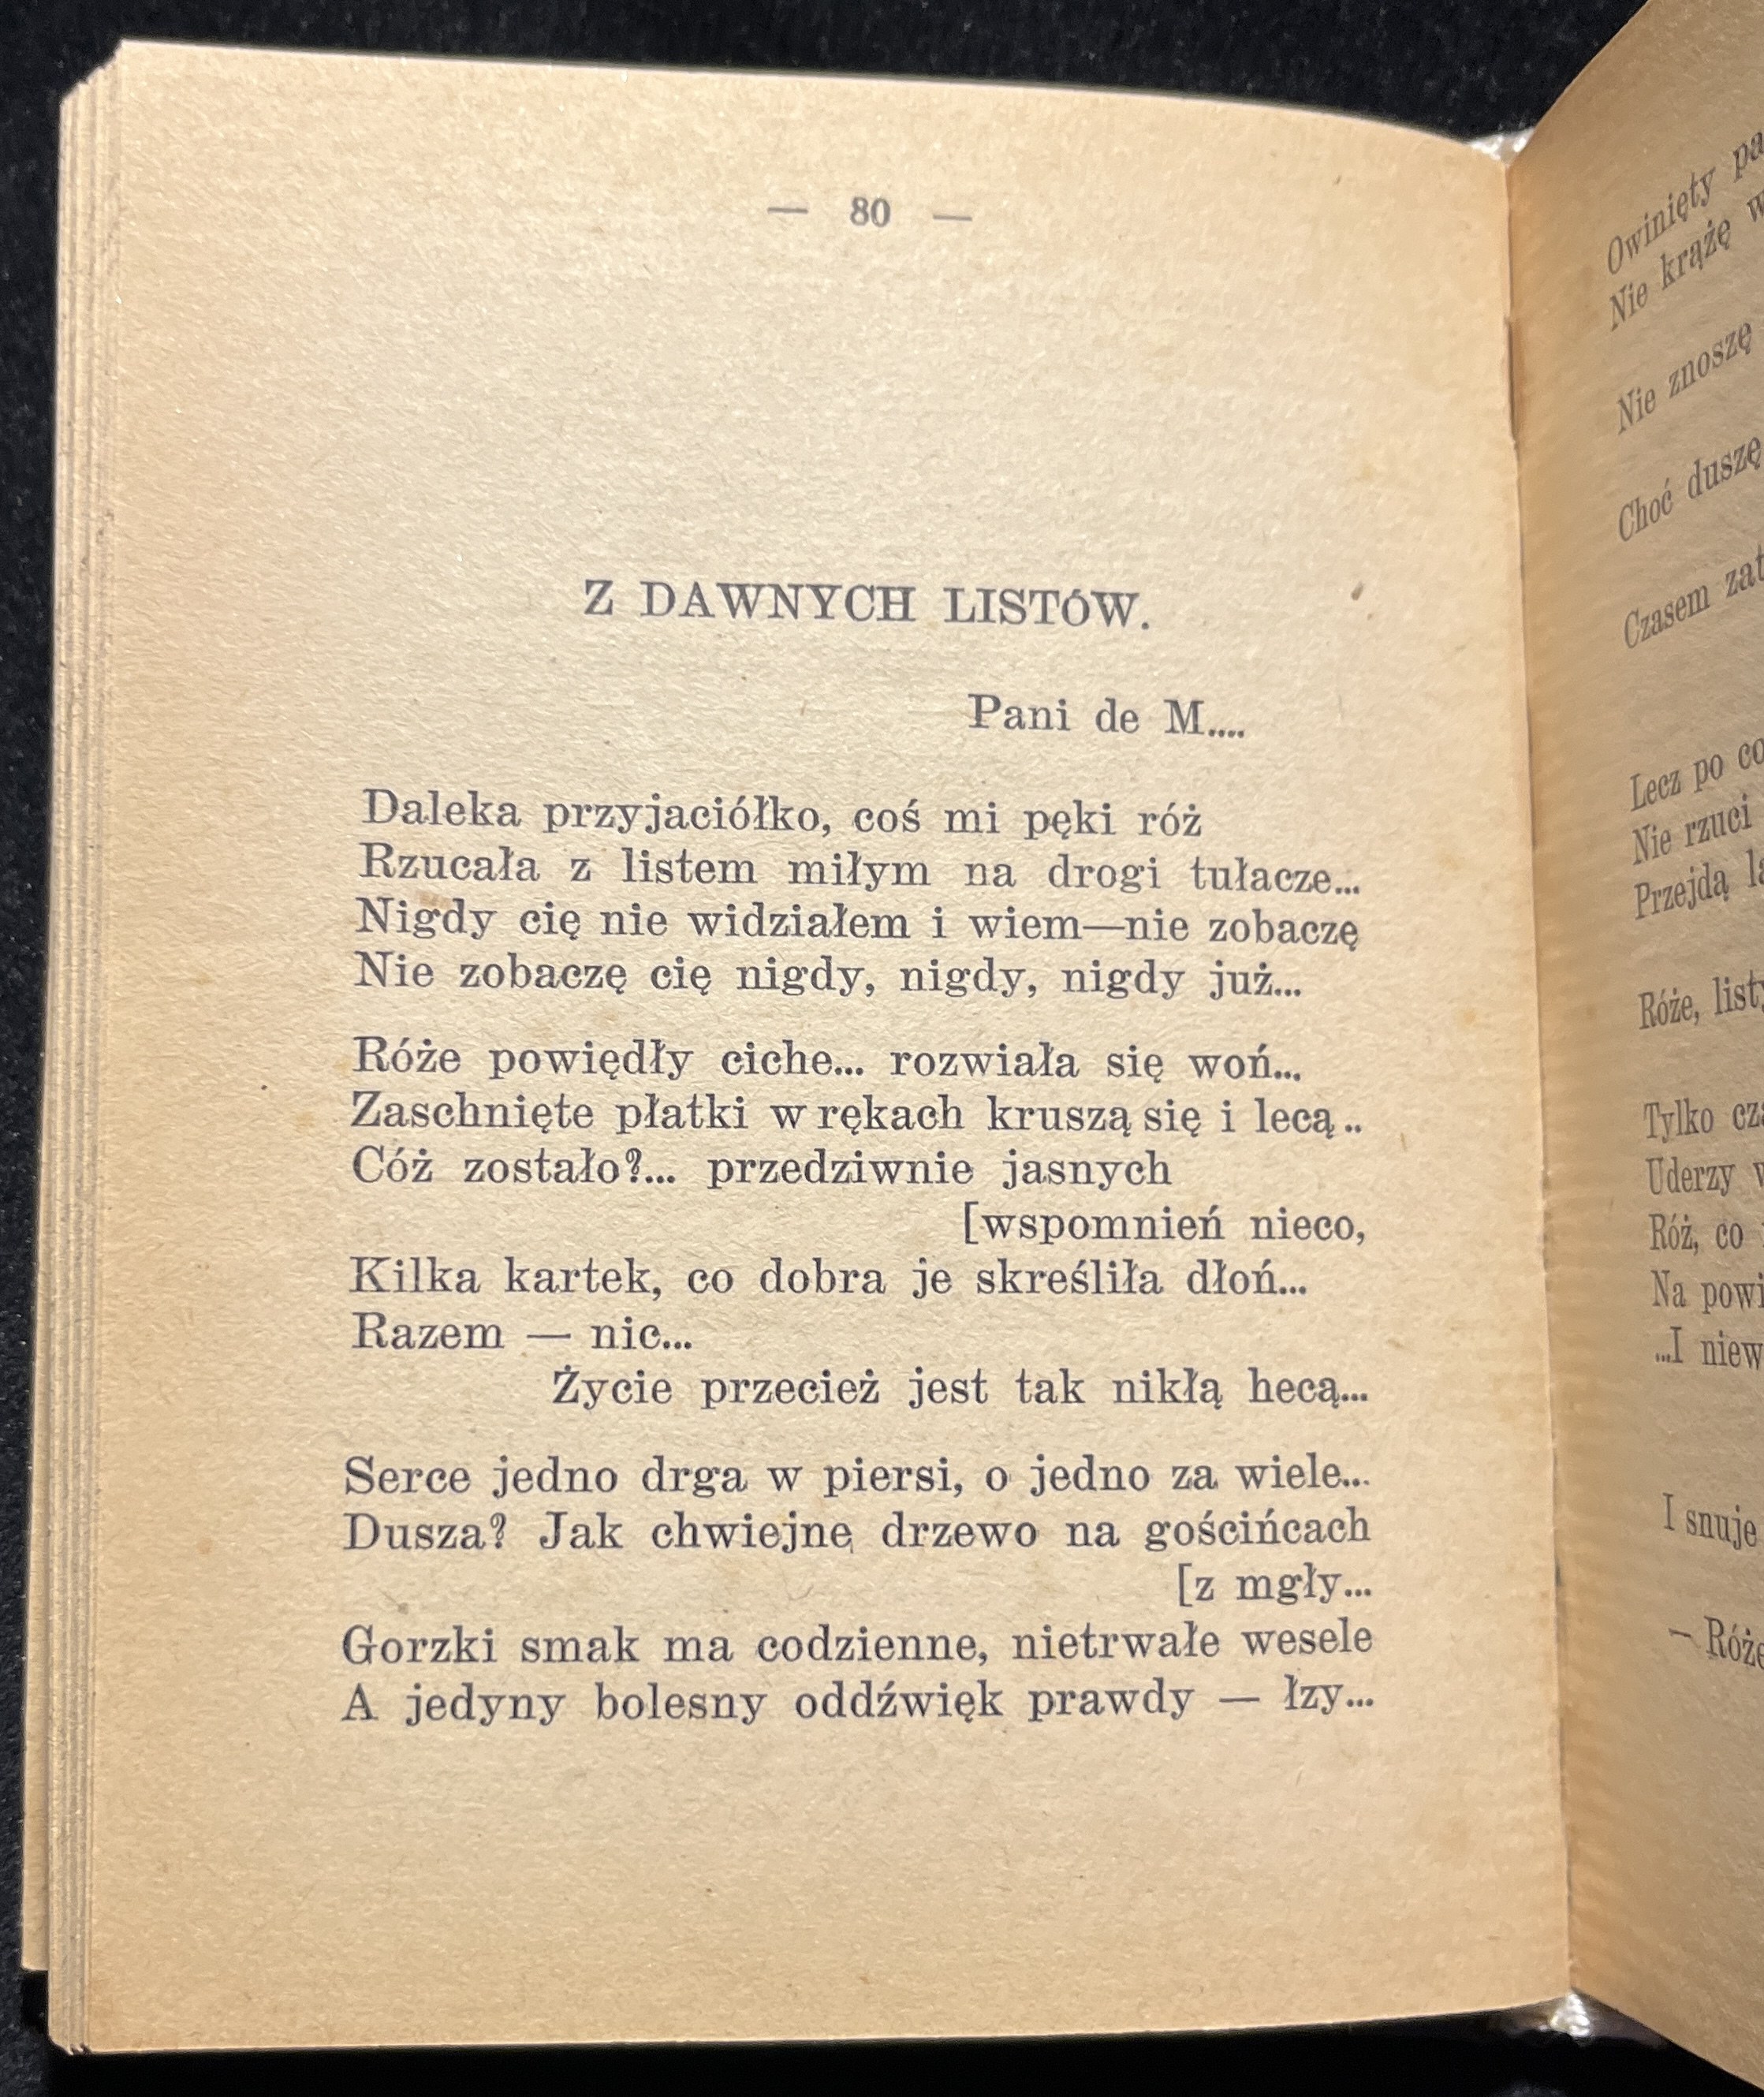 — 80 —
Z DAWNYCH LISTÓW.
Pani de M....
Daleka przyjaciółko, coś mi pęki róż
Rzucała z listem miłym na drogi tułacze...
Nigdy cię nie widziałem i wiem—nie zobaczę
Nie zobaczę cię nigdy, nigdy, nigdy już...
Róże powiędły ciche... rozwiała się woń...
Zaschnięte płatki w rękach kruszą się i lecą..
Cóż zostało?... przedziwnie jasnych
[wspomnień nieco,
Kilka kartek, co dobra je skreśliła dłoń...
Razem — nic...
Życie przecież jest tak nikłą hecą...
Serce jedno drga w piersi, o jedno za wiele...
Dusza? Jak chwiejne drzewo na gościńcach
[z mgły...
Gorzki smak ma codzienne, nietrwałe wesele
A jedyny bolesny oddźwięk prawdy — łzy...
Owinięty
Nie krążę
Nie znoszę
Choć duszę
Czasem
Lecz po
Nie rzuci
Przejdą
Róże,
Tylko
Uderzy
Róż, co
Na
...I
I snuje
—